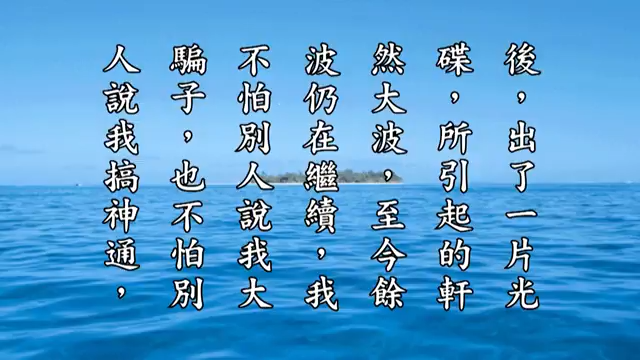 後，出了一片光
碟，所引起的軒
然大波，至今餘
波仍在繼續，我
不怕別人說我大
騙子，也不怕別
人說我搞神通，